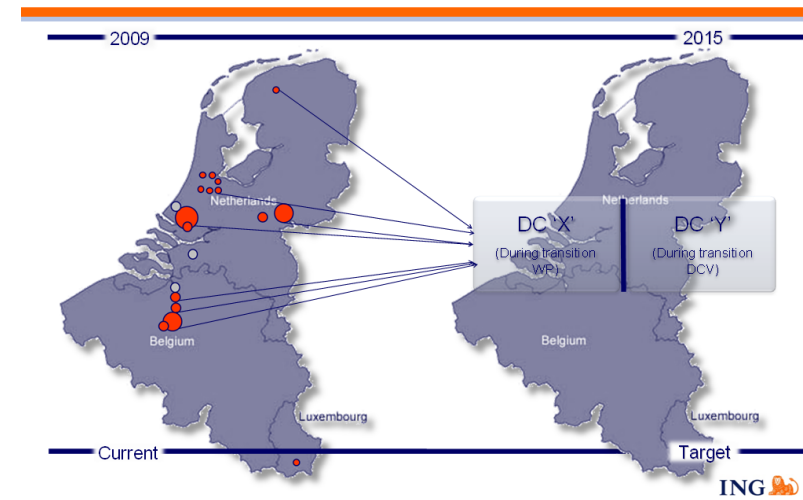 2009
2015
Netherlands
Netherlands
DC 'X'
(During transition
WP)
DC 'Y'
(During transition
DCV)
Belgium
Belgium
Luxembourg
Luxembourg
Current
Target
ING